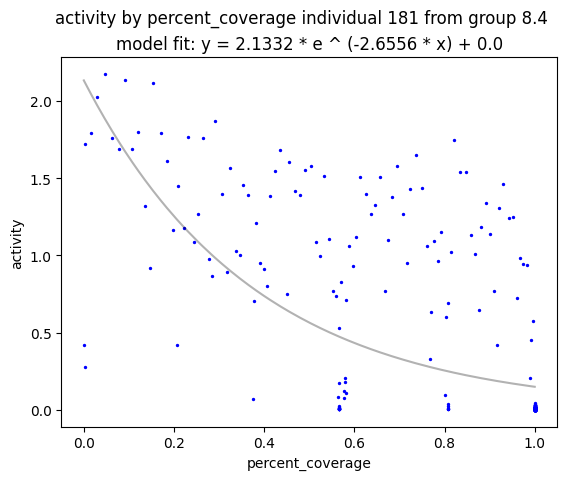 activity by percent_coverage individual 181 from group 8.4
model fit: y = 2.1332 * e ^ (-2.6556 * x) + 0.0
activity
2.0
1.5
1.0
0.5
0.0
0.0 0.2 0.4 0.6 0.8 1.0
percent_coverage